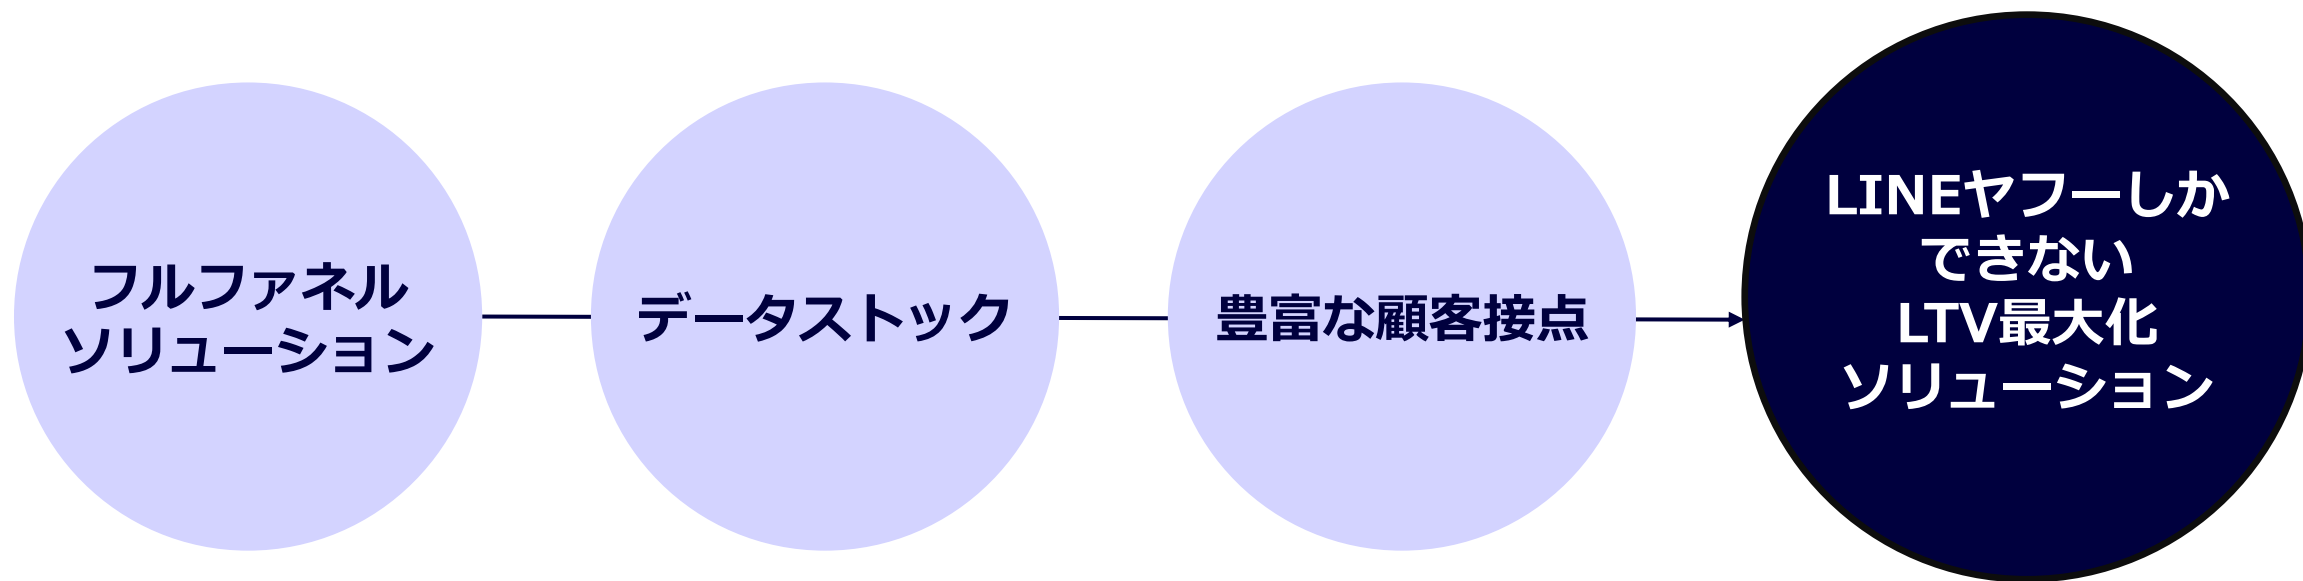 フルファネル
ソリューション
データストック
豊富な顧客接点
LINEヤフーしか
できない
LTV最大化
ソリューション